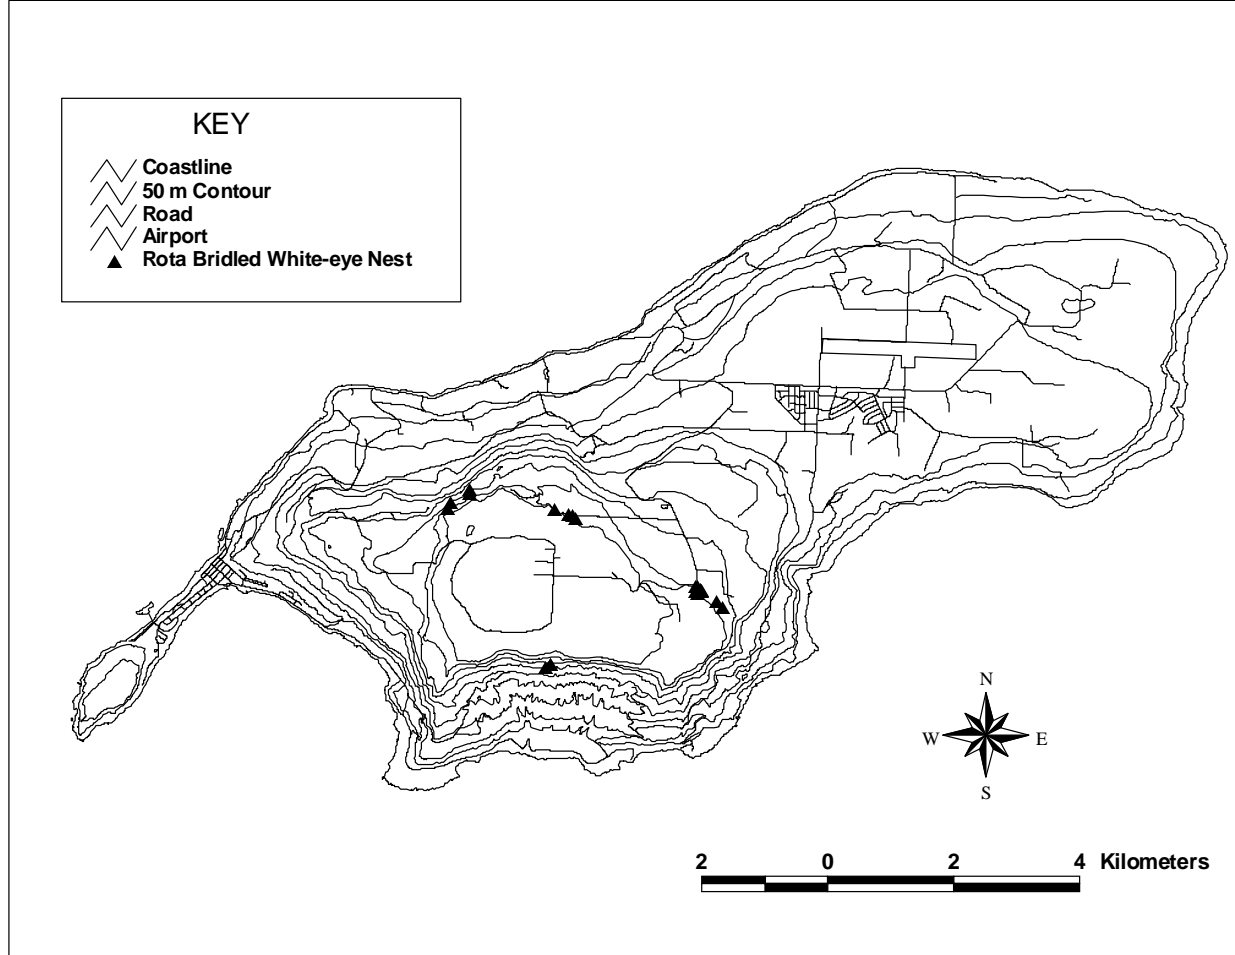 KEY
Coastline
50 m Contour
Road
Airport
Rota Bridled White-eye Nest
N
W E
S
2 0 2 4 Kilometers